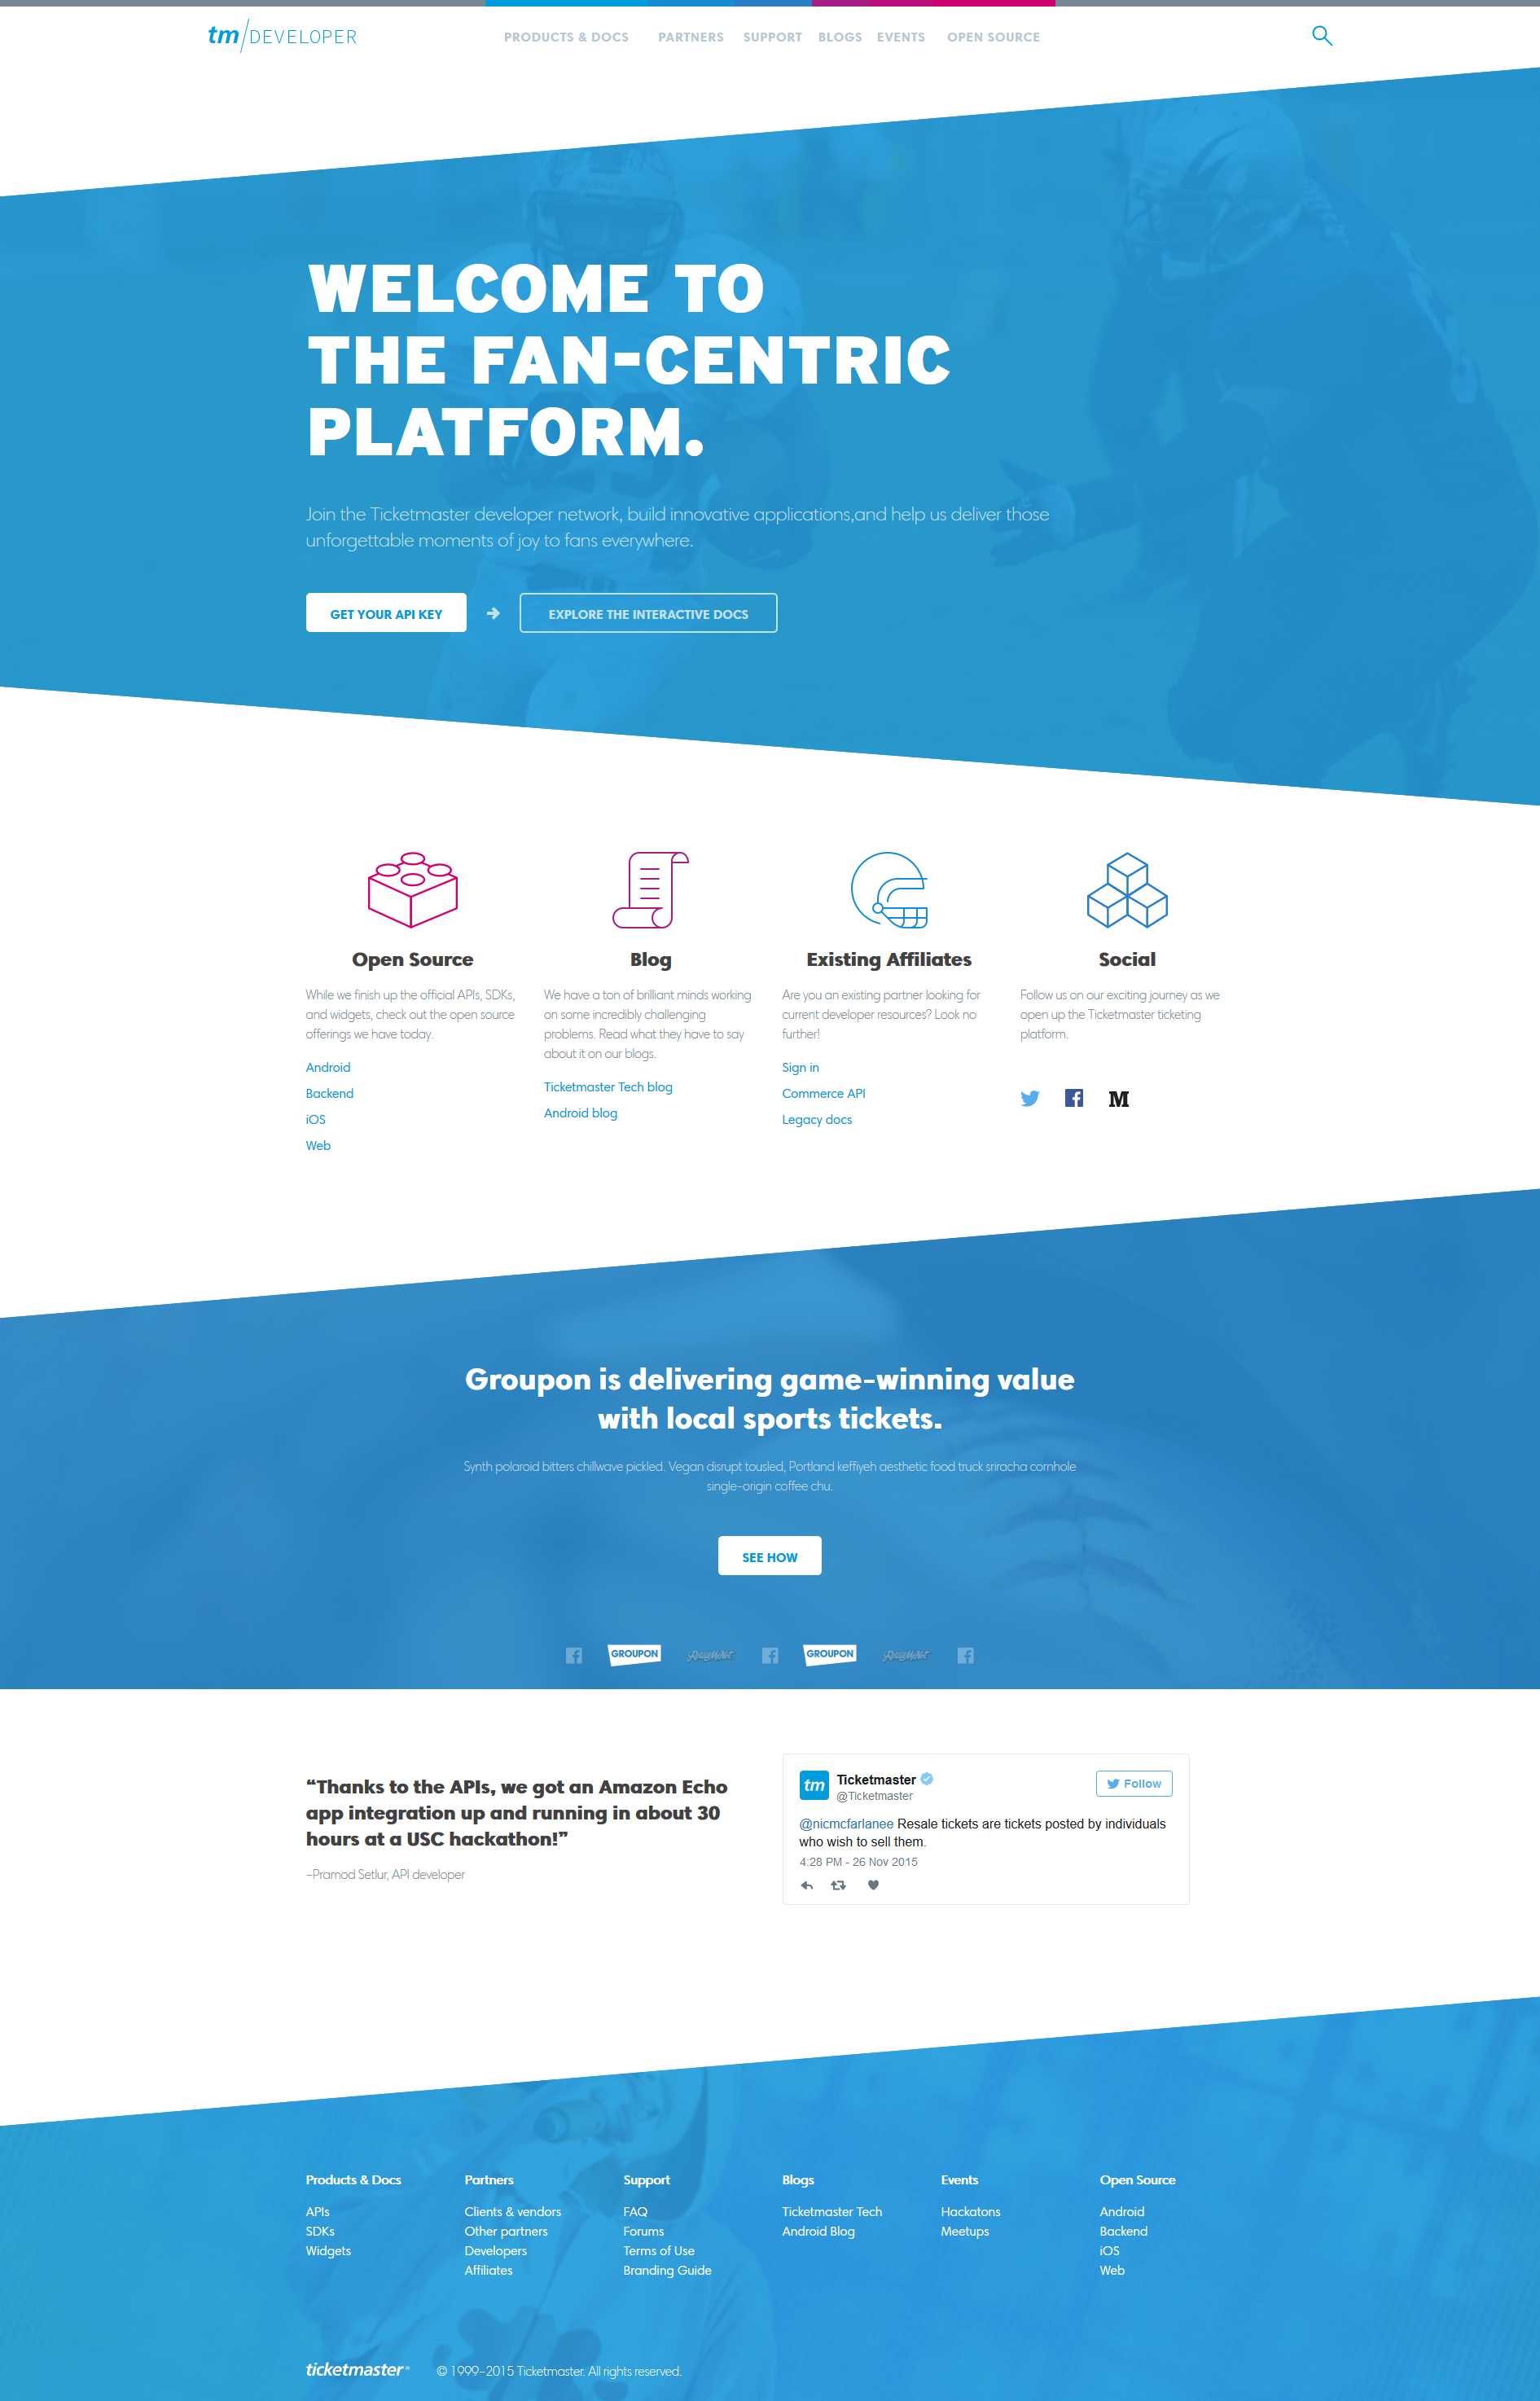 tm/DEVELOPER
PRODUCTS & DOCS PARTNERS SUPPORT BLOGS EVENTS OPEN SOURCE
WELCOME TO
THE FAN-CENTRIC
PLATFORM.
Join the Ticketmaster developer network, build innovative applications,and help us deliver those
unforgettable moments of joy to fans everywhere.
GET YOUR API KEY
EXPLORE THE INTERACTIVE DOCS
Open Source
While we finish up the official APIs, SDKs,
and widgets, check out the open source
offerings we have today.
Android
Backend
iOS
Web
Blog
We have a ton of brilliant minds working
on some incredibly challenging
problems. Read what they have to say
about it on our blogs.
Ticketmaster Tech blog
Android blog
Existing Affiliates
Are you an existing partner looking for
current developer resources? Look no
further!
Sign in
Commerce API
Legacy docs
Social
Follow us on our exciting journey as we
open up the Ticketmaster ticketing
platform.
M
Groupon is delivering game-winning value
with local sports tickets.
Synth polaroid bitters chillwave pickled. Vegan disrupt tousled, Portland keffiyeh aesthetic food truck sriracha cornhole
single-origin coffee chu.
SEE HOW
GROUPON GROUPON
“Thanks to the APIs, we got an Amazon Echo
app integration up and running in about 30
hours at a USC hackathon!”
–Pramod Setlur, API developer
tm
Ticketmaster
@Ticketmaster
Follow
@nicmcfarlanee Resale tickets are tickets posted by individuals
who wish to sell them.
4:28 PM - 26 Nov 2015
Products & Docs
APIs
SDKs
Widgets
Partners
Clients & vendors
Other partners
Developers
Affiliates
Support
FAQ
Forums
Terms of Use
Branding Guide
Blogs
Ticketmaster Tech
Android Blog
Events
Hackatons
Meetups
Open Source
Android
Backend
iOS
Web
ticketmaster®
© 1999–2015 Ticketmaster. All rights reserved.